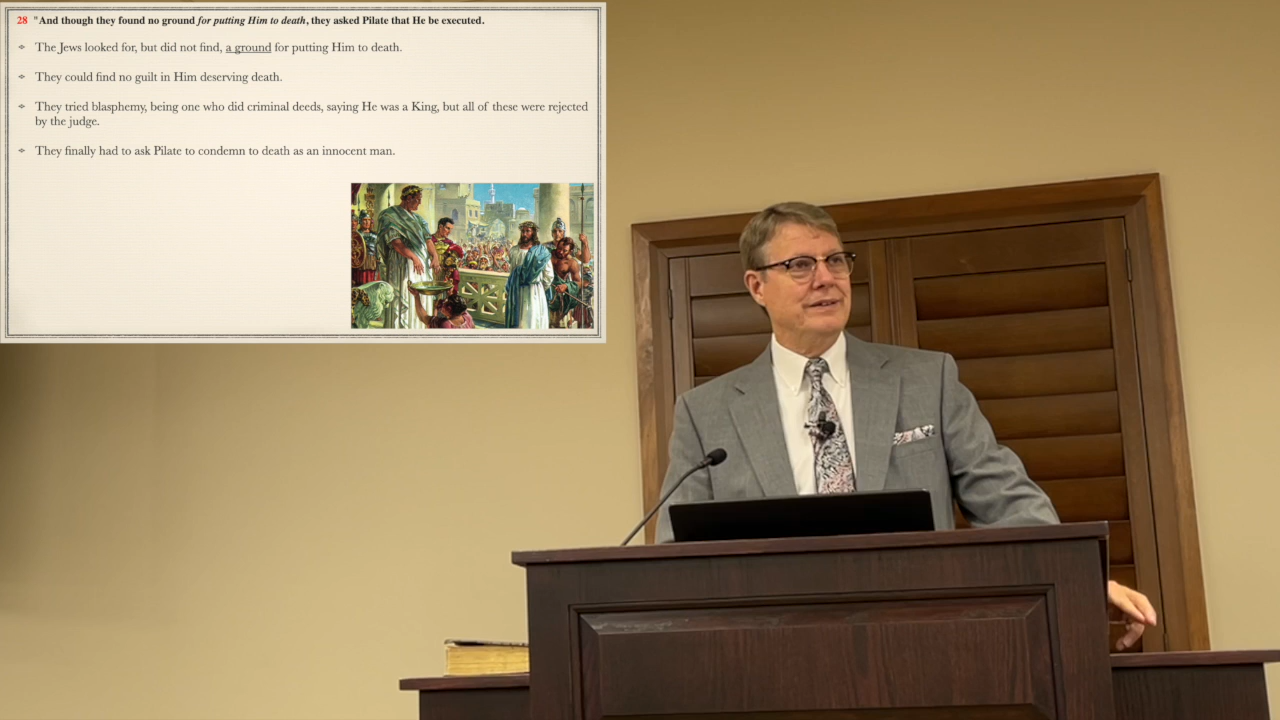 28 "And though they found no ground for putting Him to death, they asked Pilate that He be executed.
The Jews looked for, but did not find, a ground for putting Him to death.
They could find no guilt in Him deserving death.
They tried blasphemy, being one who did criminal deeds, saying He was a King, but all of these were rejected
by the judge.
They finally had to ask Pilate to condemn to death as an innocent man.